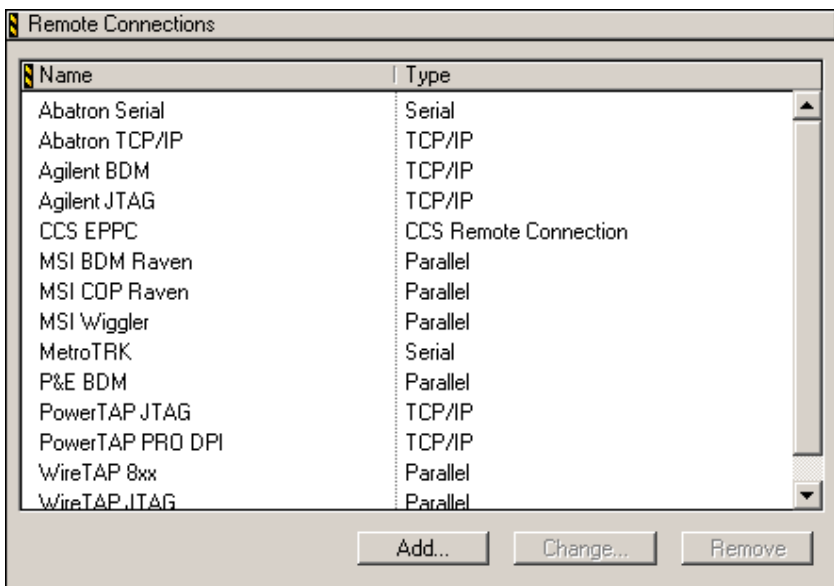 Remote Connections
Name Type
Abatron Serial Serial
Abatron TCP/IP TCP/IP
Agilent BDM TCP/IP
Agilent JTAG TCP/IP
CCS EPPC CCS Remote Connection
MSI BDM Raven Parallel
MSI COP Raven Parallel
MSI Wiggler Parallel
MetroTRK Serial
P&E BDM Parallel
PowerTAP JTAG TCP/IP
PowerTAP PRO DPI TCP/IP
WireTAP 8xx Parallel
WireTAP JTAG Parallel
Add... Change... Remove